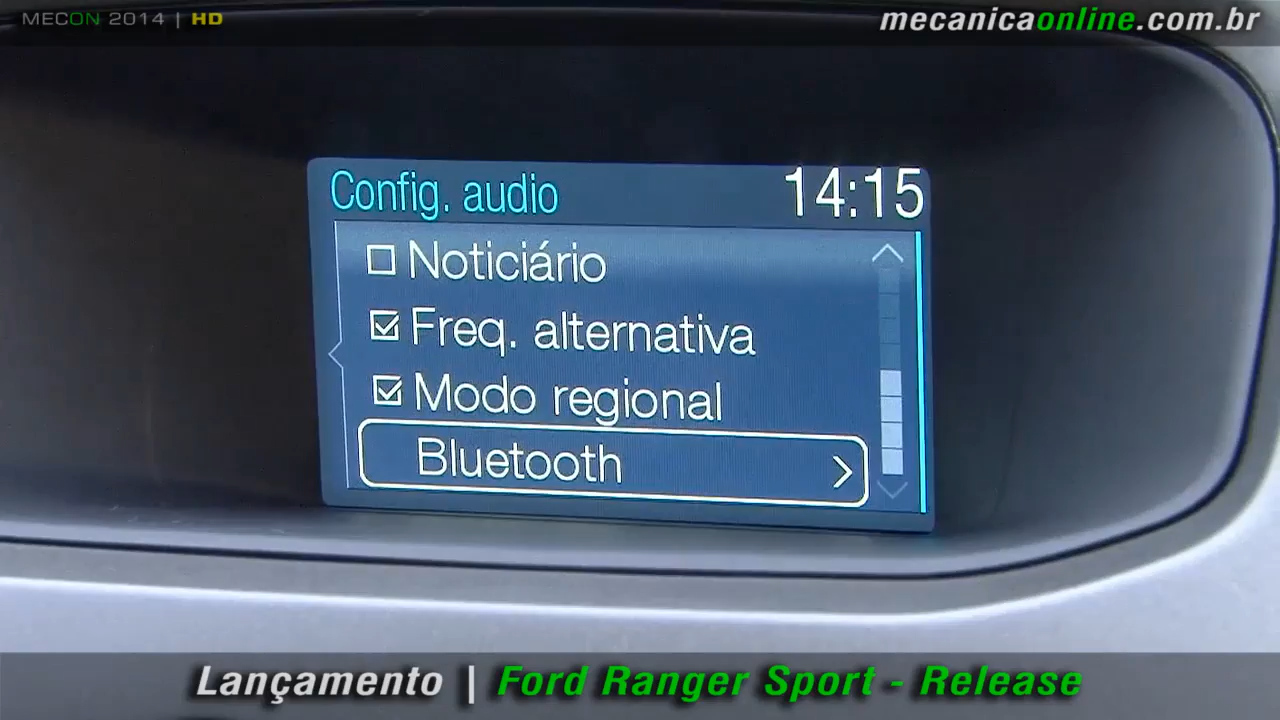 MECON 2014 | HD
mecanicaonline.com.br
Config. audio 14:15
Noticiário
Freq. alternativa
Modo regional
Bluetooth
Lançamento | Ford Ranger Sport - Release